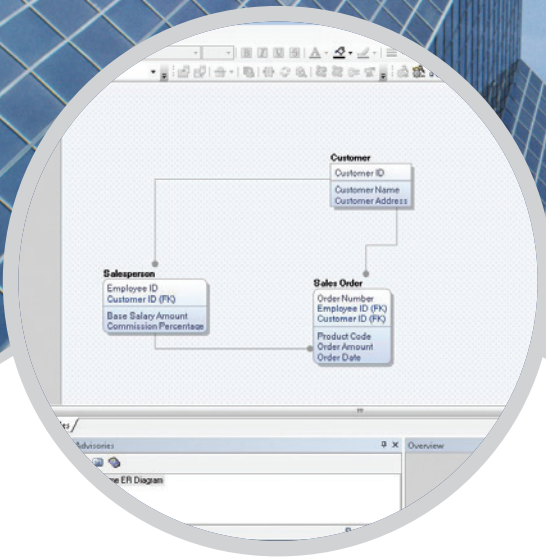 B I U S A
Customer
Customer ID
Customer Name
Customer Address
Salesperson
Employee ID
Customer ID (FK)
Base Salary Amount
Commission Percentage
Sales Order
Order Number
Employee ID (FK)
Customer ID (FK)
Product Code
Order Amount
Order Date
Advisories
Overview
ER Diagram